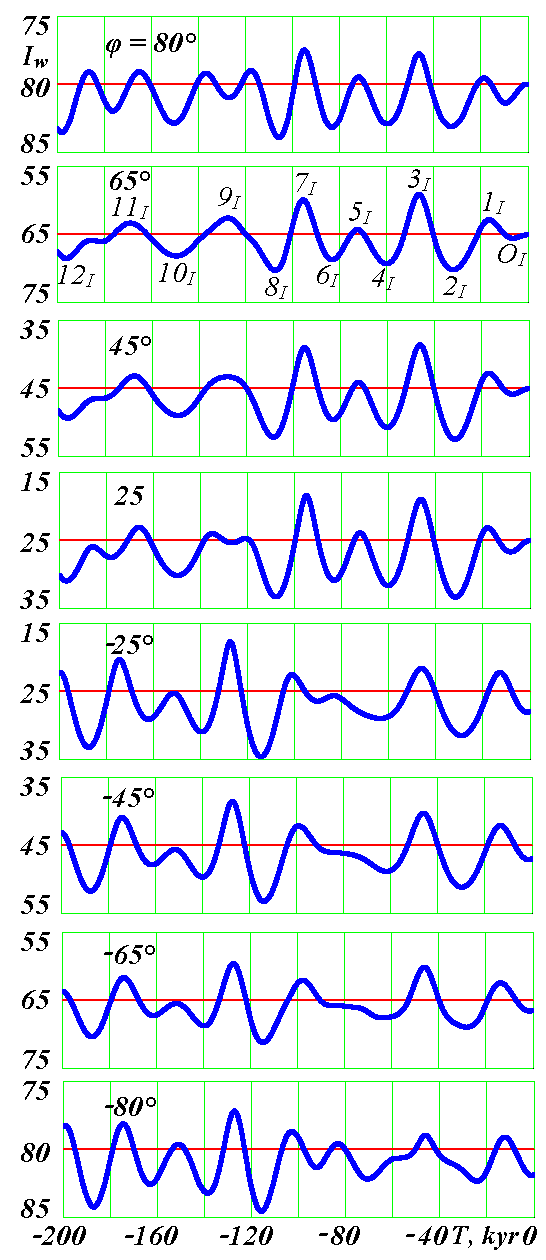 75
I_w
φ = 80°
80
85
55
65°
11_I
9_I
7_I
3_I
5_I
1_I
65
O_I
12_I
10_I
8_I
6_I
4_I
2_I
75
35
45°
45
55
15
25
25
35
15
-25°
25
35
35
-45°
45
55
55
-65°
65
75
75
-80°
80
85
-200 -160 -120 -80 -40 T, kyr 0